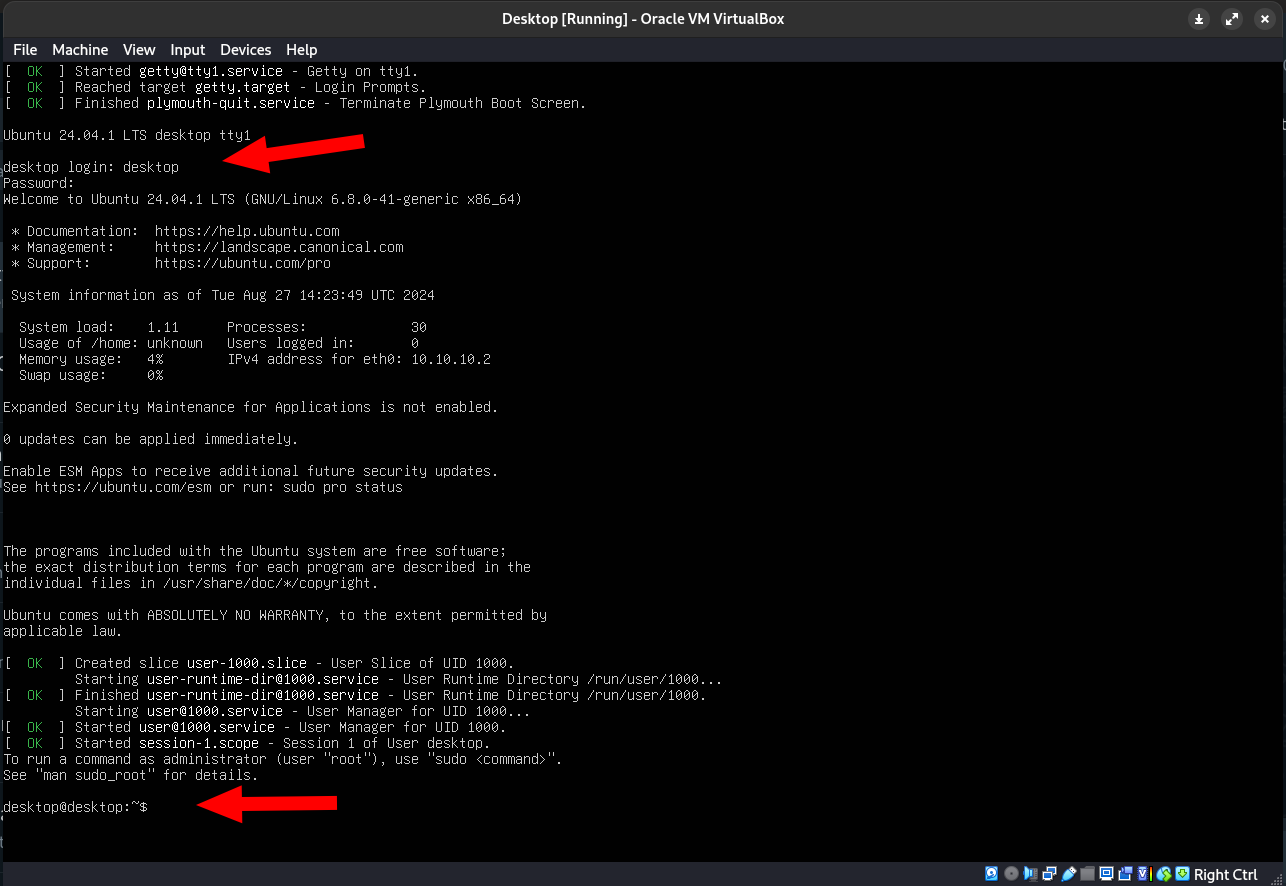 Desktop [Running] - Oracle VM VirtualBox
File Machine View Input Devices Help
[  OK  ] Started getty@tty1.service - Getty on tty1.
[  OK  ] Reached target getty.target - Login Prompts.
[  OK  ] Finished plymouth-quit.service - Terminate Plymouth Boot Screen.
Ubuntu 24.04.1 LTS desktop tty1
desktop login: desktop
Password:
Welcome to Ubuntu 24.04.1 LTS (GNU/Linux 6.8.0-41-generic x86_64)
* Documentation:  https://help.ubuntu.com
* Management:     https://landscape.canonical.com
* Support:        https://ubuntu.com/pro
System information as of Tue Aug 27 14:23:49 UTC 2024
System load:    1.11      Processes:             30
Usage of /home: unknown   Users logged in:       0
Memory usage:   4%        IPv4 address for eth0: 10.10.10.2
Swap usage:     0%
Expanded Security Maintenance for Applications is not enabled.
0 updates can be applied immediately.
Enable ESM Apps to receive additional future security updates.
See https://ubuntu.com/esm or run: sudo pro status
The programs included with the Ubuntu system are free software;
the exact distribution terms for each program are described in the
individual files in /usr/share/doc/*/copyright.
Ubuntu comes with ABSOLUTELY NO WARRANTY, to the extent permitted by
applicable law.
[  OK  ] Created slice user-1000.slice - User Slice of UID 1000.
Starting user-runtime-dir@1000.service - User Runtime Directory /run/user/1000...
[  OK  ] Finished user-runtime-dir@1000.service - User Runtime Directory /run/user/1000.
Starting user@1000.service - User Manager for UID 1000...
[  OK  ] Started user@1000.service - User Manager for UID 1000.
[  OK  ] Started session-1.scope - Session 1 of User desktop.
To run a command as administrator (user "root"), use "sudo <command>".
See "man sudo_root" for details.
desktop@desktop:~$
Right Ctrl